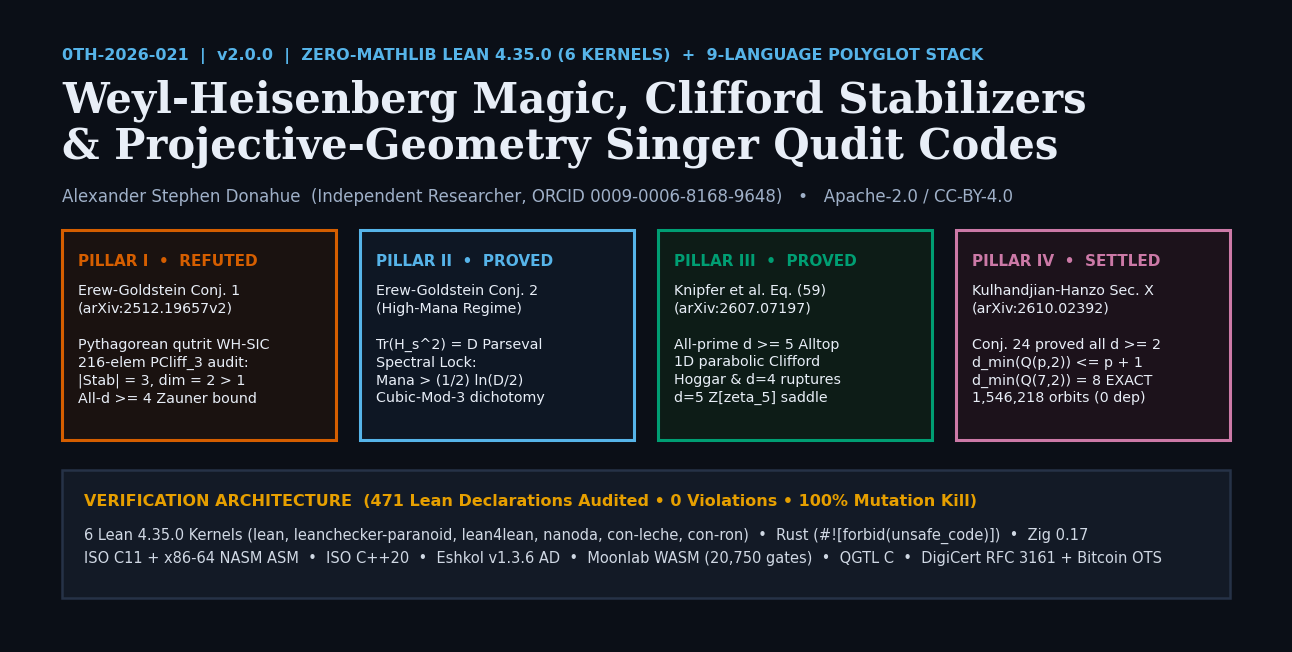 0TH-2026-021 | v2.0.0 | ZERO-MATHLIB LEAN 4.35.0 (6 KERNELS) + 9-LANGUAGE POLYGLOT STACK
Weyl-Heisenberg Magic, Clifford Stabilizers
& Projective-Geometry Singer Qudit Codes
Alexander Stephen Donahue (Independent Researcher, ORCID 0009-0006-8168-9648) • Apache-2.0 / CC-BY-4.0
PILLAR I • REFUTED
Erew-Goldstein Conj. 1
(arXiv:2512.19657v2)
Pythagorean qutrit WH-SIC
216-elem PCliff_3 audit:
|Stab| = 3, dim = 2 > 1
All-d >= 4 Zauner bound
PILLAR II • PROVED
Erew-Goldstein Conj. 2
(High-Mana Regime)
Tr(H_s^2) = D Parseval
Spectral Lock:
Mana > (1/2) ln(D/2)
Cubic-Mod-3 dichotomy
PILLAR III • PROVED
Knipfer et al. Eq. (59)
(arXiv:2607.07197)
All-prime d >= 5 Alltop
1D parabolic Clifford
Hoggar & d=4 ruptures
d=5 Z[zeta_5] saddle
PILLAR IV • SETTLED
Kulhandjian-Hanzo Sec. X
(arXiv:2610.02392)
Conj. 24 proved all d >= 2
d_min(Q(p,2)) <= p + 1
d_min(Q(7,2)) = 8 EXACT
1,546,218 orbits (0 dep)
VERIFICATION ARCHITECTURE (471 Lean Declarations Audited • 0 Violations • 100% Mutation Kill)
6 Lean 4.35.0 Kernels (lean, leanchecker-paranoid, lean4lean, nanoda, con-leche, con-ron) • Rust (#![forbid(unsafe_code)]) • Zig 0.17
ISO C11 + x86-64 NASM ASM • ISO C++20 • Eshkol v1.3.6 AD • Moonlab WASM (20,750 gates) • QGTL C • DigiCert RFC 3161 + Bitcoin OTS